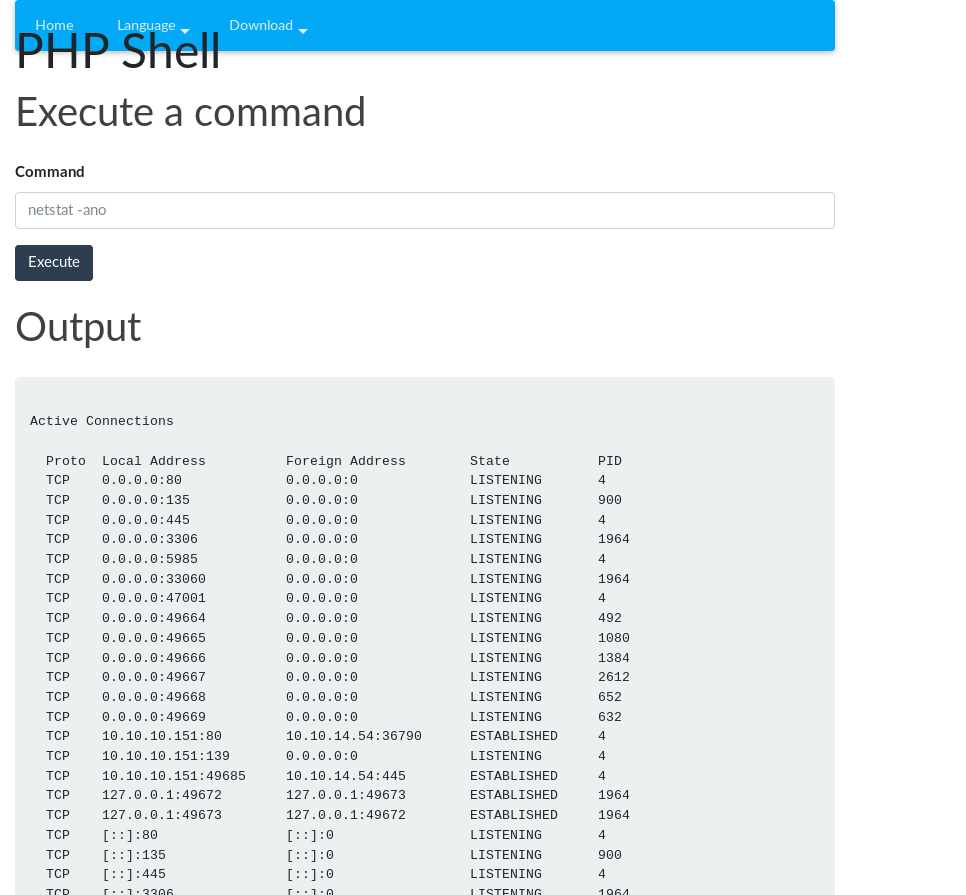 Home Language Download
PHP Shell
Execute a command
Command
netstat -ano
Execute
Output
Active Connections
Proto  Local Address          Foreign Address        State           PID
TCP    0.0.0.0:80             0.0.0.0:0              LISTENING       4
TCP    0.0.0.0:135            0.0.0.0:0              LISTENING       900
TCP    0.0.0.0:445            0.0.0.0:0              LISTENING       4
TCP    0.0.0.0:3306           0.0.0.0:0              LISTENING       1964
TCP    0.0.0.0:5985           0.0.0.0:0              LISTENING       4
TCP    0.0.0.0:33060          0.0.0.0:0              LISTENING       1964
TCP    0.0.0.0:47001          0.0.0.0:0              LISTENING       4
TCP    0.0.0.0:49664          0.0.0.0:0              LISTENING       492
TCP    0.0.0.0:49665          0.0.0.0:0              LISTENING       1080
TCP    0.0.0.0:49666          0.0.0.0:0              LISTENING       1384
TCP    0.0.0.0:49667          0.0.0.0:0              LISTENING       2612
TCP    0.0.0.0:49668          0.0.0.0:0              LISTENING       652
TCP    0.0.0.0:49669          0.0.0.0:0              LISTENING       632
TCP    10.10.10.151:80        10.10.14.54:36790      ESTABLISHED     4
TCP    10.10.10.151:139       0.0.0.0:0              LISTENING       4
TCP    10.10.10.151:49685     10.10.14.54:445        ESTABLISHED     4
TCP    127.0.0.1:49672        127.0.0.1:49673        ESTABLISHED     1964
TCP    127.0.0.1:49673        127.0.0.1:49672        ESTABLISHED     1964
TCP    [::]:80                [::]:0                 LISTENING       4
TCP    [::]:135               [::]:0                 LISTENING       900
TCP    [::]:445               [::]:0                 LISTENING       4
TCP    [::]:3306              [::]:0                 LISTENING       1964